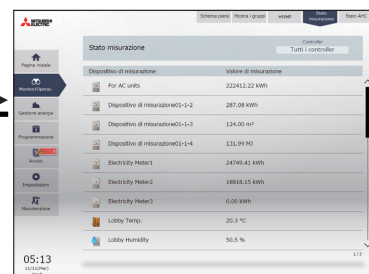 MITSUBISHI ELECTRIC
Schema piano
Mostra i gruppi
Stato misurazione
Stato AHC
Stato misurazione
Controller
Tutti i controller
Pagina iniziale
Monitor/Operaz.
Gestione energia
Programmazione
Avviso
Impostazioni
Manutenzione
Dispositivo di misurazione Valore di misurazione
For AC units 222412.22 kWh
Dispositivo di misurazione01-1-2 287.08 kWh
Dispositivo di misurazione01-1-3 124.00 m³
Dispositivo di misurazione01-1-4 131.99 MJ
Electricity Meter1 24749.41 kWh
Electricity Meter2 18818.15 kWh
Electricity Meter3 0.00 kWh
Lobby Temp. 20.3 °C
Lobby Humidity 50.5 %
1/3
05:13
11/11(Mer)